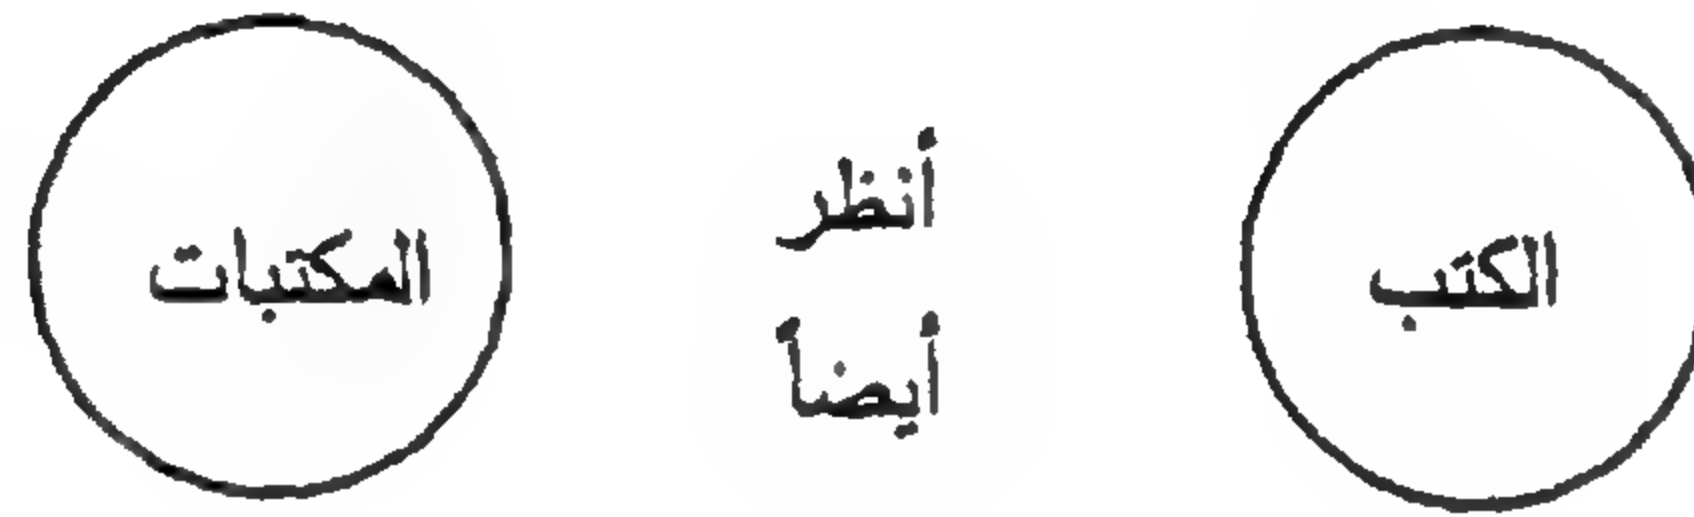 الكتب
أنظر
أيضاً
المكتبات